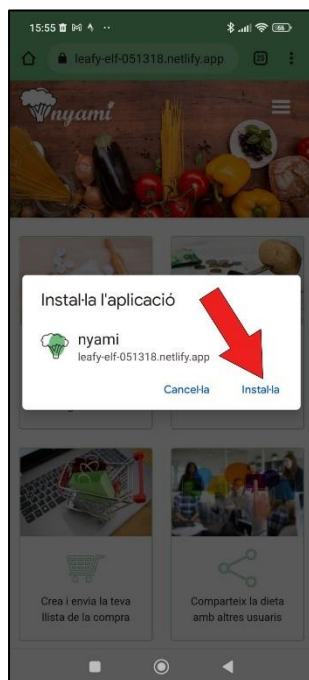 15:55
leafy-elf-051318.netlify.app
nyami
Instal·la l'aplicació
nyami
leafy-elf-051318.netlify.app
Cancel·la Instal·la
Crea i envia la teva
llista de la compra
Comparteix la dieta
amb altres usuaris